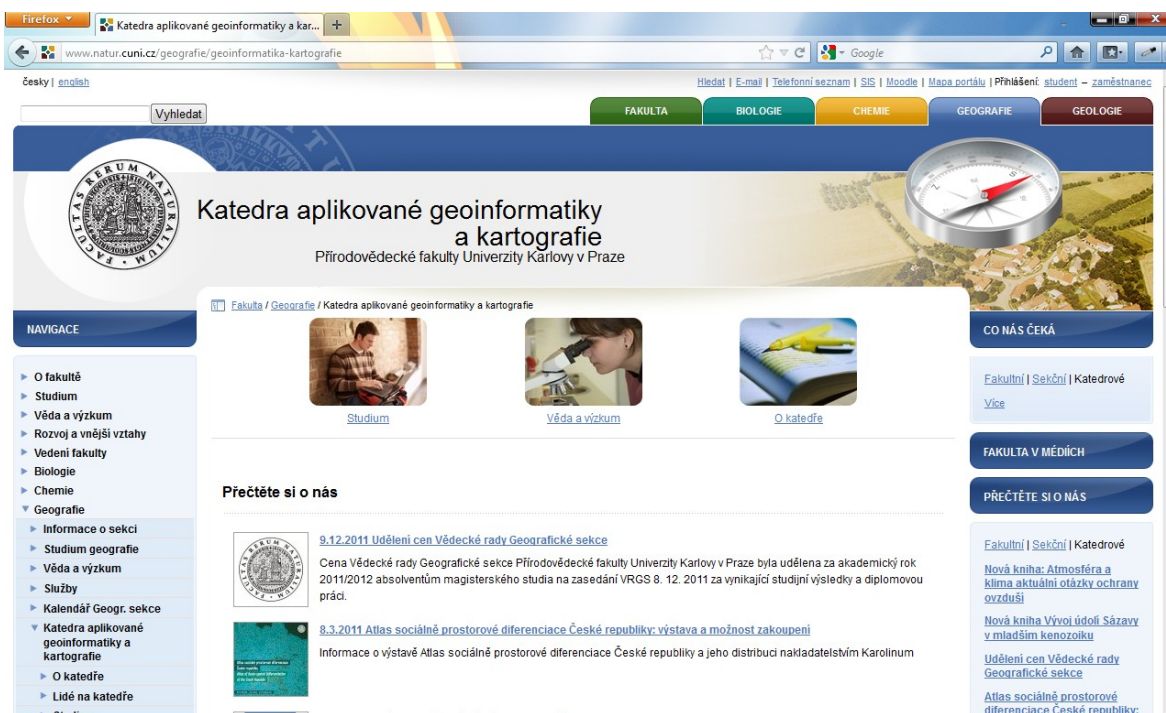 Firefox
Katedra aplikované geoinformatiky a kar...
www.natur.cuni.cz/geografie/geoinformatika-kartografie
Google
česky | english
Hledat | E-mail | Telefonní seznam | SIS | Moodle | Mapa portálu | Přihlášení: student – zaměstnanec
Vyhledat
FAKULTA
BIOLOGIE
CHEMIE
GEOGRAFIE
GEOLOGIE
FACULTAS RERUM NATURALIUM
Katedra aplikované geoinformatiky
a kartografie
Přírodovědecké fakulty Univerzity Karlovy v Praze
Fakulta / Geografie / Katedra aplikované geoinformatiky a kartografie
NAVIGACE
O fakultě
Studium
Věda a výzkum
Rozvoj a vnější vztahy
Vedení fakulty
Biologie
Chemie
Geografie
Informace o sekci
Studium geografie
Věda a výzkum
Služby
Kalendář Geogr. sekce
Katedra aplikované
geoinformatiky a
kartografie
O katedře
Lidé na katedře
Studium
Věda a výzkum
O katedře
Přečtěte si o nás
9.12.2011 Udělení cen Vědecké rady Geografické sekce
Cena Vědecké rady Geografické sekce Přírodovědecké fakulty Univerzity Karlovy v Praze byla udělena za akademický rok
2011/2012 absolventům magisterského studia na zasedání VRGS 8. 12. 2011 za vynikající studijní výsledky a diplomovou
práci.
8.3.2011 Atlas sociálně prostorové diferenciace České republiky: výstava a možnost zakoupení
Informace o výstavě Atlas sociálně prostorové diferenciace České republiky a jeho distribuci nakladatelstvím Karolinum
CO NÁS ČEKÁ
Fakultní | Sekční | Katedrové
Více
FAKULTA V MÉDIÍCH
PŘEČTĚTE SI O NÁS
Fakultní | Sekční | Katedrové
Nová kniha: Atmosféra a
klima aktuální otázky ochrany
ovzduší
Nová kniha Vývoj údolí Sázavy
v mladším kenozoiku
Udělení cen Vědecké rady
Geografické sekce
Atlas sociálně prostorové
diferenciace České republiky: